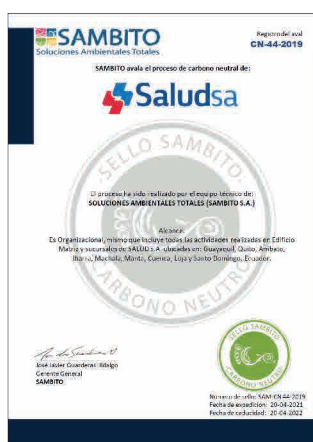 SAMBITO
Soluciones Ambientales Totales
Registro del aval
CN-44-2019
SAMBITO avala el proceso de carbono neutral de:
Saludsa
SELLO SAMBITO
CARBONO NEUTRO
El proceso ha sido realizado por el equipo técnico de:
SOLUCIONES AMBIENTALES TOTALES (SAMBITO S.A.)
Alcance.
Es Organizacional, mismo que incluye todas las actividades realizadas en Edificio
Matriz y sucursales de SALUD S.A. ubicadas en: Guayaquil, Quito, Ambato,
Ibarra, Machala, Manta, Cuenca, Loja y Santo Domingo, Ecuador.
José Javier Guarderas Hidalgo
Gerente General
SAMBITO
SELLO SAMBITO
CARBONO NEUTRO
Número de sello: SAM-CN-44-2019
Fecha de expedición: 20-04-2021
Fecha de caducidad: 20-04-2022